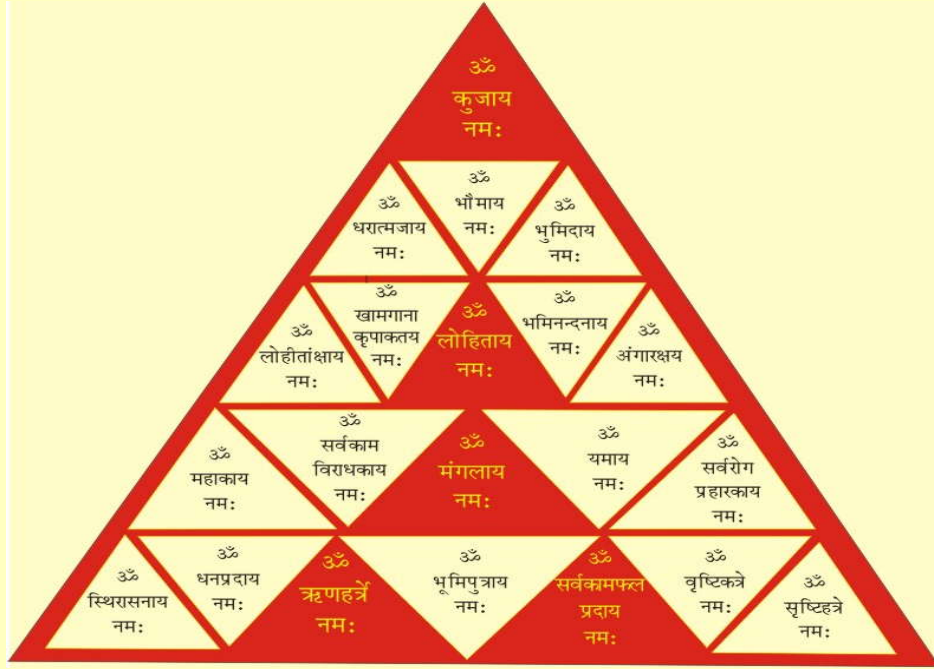 ॐ
कुजाय
नम:
ॐ
धरात्मजाय
नम:
ॐ
भौमाय
नम:
ॐ
भुमिदाय
नम:
ॐ
लोहीतांक्षाय
नम:
ॐ
खामगाना
कृपाकतय
नम:
ॐ
लोहिताय
नम:
ॐ
भमिनन्दनाय
नम:
ॐ
अंगारक्षय
नम:
ॐ
महाकाय
नम:
ॐ
सर्वकाम
विराधकाय
नम:
ॐ
मंगलाय
नम:
ॐ
यमाय
नम:
ॐ
सर्वरोग
प्रहारकाय
नम:
ॐ
स्थिरासनाय
नम:
ॐ
धनप्रदाय
नम:
ॐ
ऋणहर्त्रे
नम:
ॐ
भूमिपुत्राय
नम:
ॐ
सर्वकामफल
प्रदाय
नम:
ॐ
वृष्टिकत्रे
नम:
ॐ
सृष्टिहत्रे
नम: